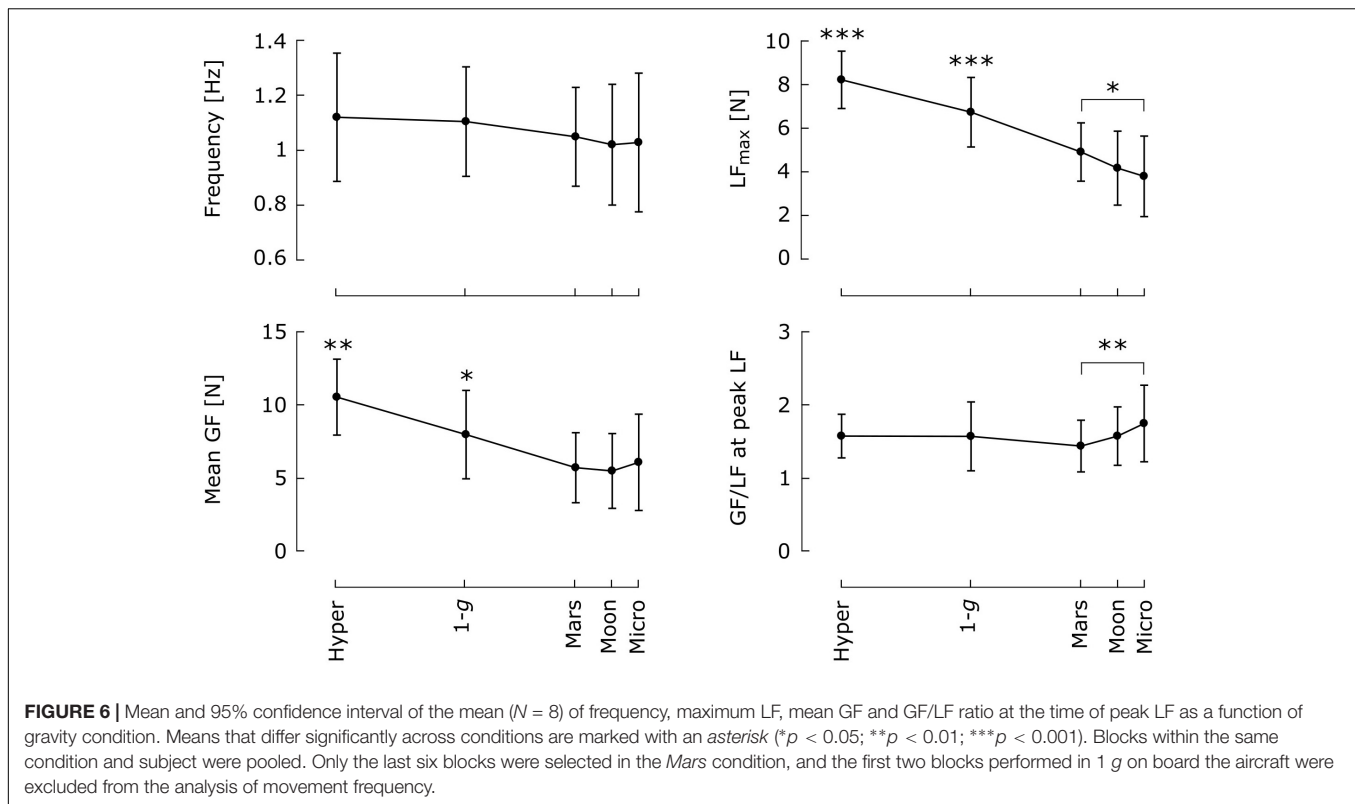 Frequency [Hz]
1.4
1.2
1
0.8
0.6
LFmax [N]
10
8
6
4
2
0
***
***
*
Mean GF [N]
15
10
5
0
**
*
Hyper
1-g
Mars
Moon
Micro
GF/LF at peak LF
3
2
1
0
**
Hyper
1-g
Mars
Moon
Micro
FIGURE 6 | Mean and 95% confidence interval of the mean (N = 8) of frequency, maximum LF, mean GF and GF/LF ratio at the time of peak LF as a function of
gravity condition. Means that differ significantly across conditions are marked with an asterisk (*p < 0.05; **p < 0.01; ***p < 0.001). Blocks within the same
condition and subject were pooled. Only the last six blocks were selected in the Mars condition, and the first two blocks performed in 1 g on board the aircraft were
excluded from the analysis of movement frequency.